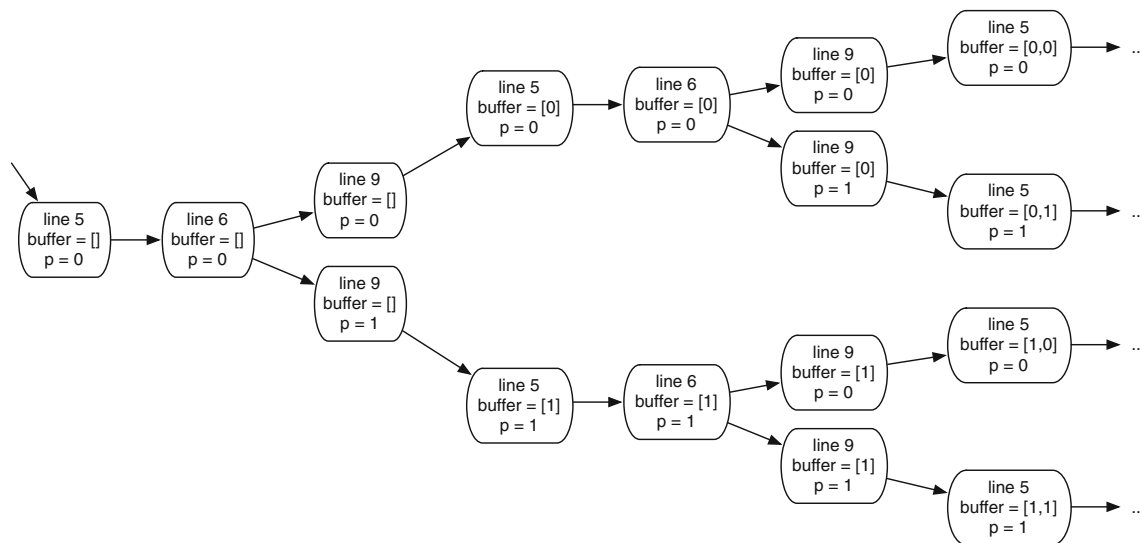 line 5
buffer = []
p = 0
line 6
buffer = []
p = 0
line 9
buffer = []
p = 0
line 9
buffer = []
p = 1
line 5
buffer = [0]
p = 0
line 6
buffer = [0]
p = 0
line 9
buffer = [0]
p = 0
line 5
buffer = [0,0]
p = 0
..
line 9
buffer = [0]
p = 1
line 5
buffer = [0,1]
p = 1
..
line 5
buffer = [1]
p = 1
line 6
buffer = [1]
p = 1
line 9
buffer = [1]
p = 0
line 5
buffer = [1,0]
p = 0
..
line 9
buffer = [1]
p = 1
line 5
buffer = [1,1]
p = 1
..